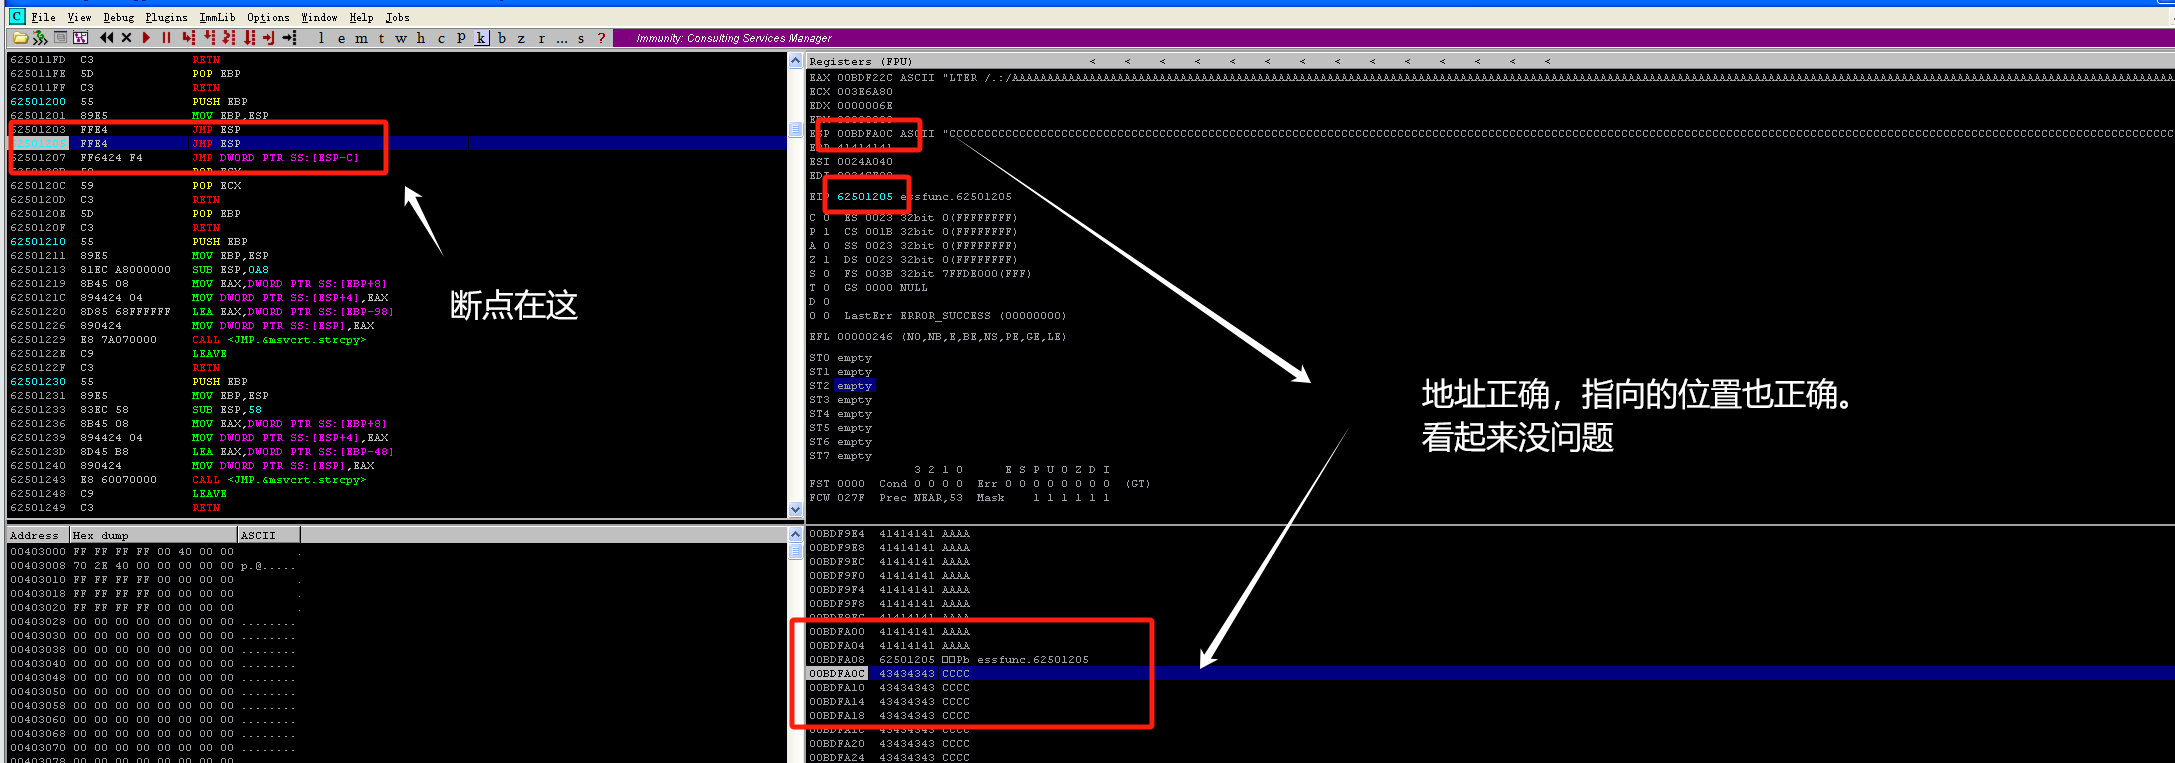 File View Debug Plugins ImmLib Options Window Help Jobs
l e m t w h c P k b z r ... s ?
Immunity: Consulting Services Manager
625011FD C3 RETN
625011FE 5D POP EBP
625011FF C3 RETN
62501200 55 PUSH EBP
62501201 89E5 MOV EBP,ESP
62501203 FFE4 JMP ESP
62501205 FFE4 JMP ESP
62501207 FF6424 F4 JMP DWORD PTR SS:[ESP-C]
6250120C 59 POP ECX
6250120D C3 RETN
6250120E 5D POP EBP
6250120F C3 RETN
62501210 55 PUSH EBP
62501211 89E5 MOV EBP,ESP
62501213 81EC A8000000 SUB ESP,0A8
62501219 8B45 08 MOV EAX,DWORD PTR SS:[EBP+8]
6250121C 894424 04 MOV DWORD PTR SS:[ESP+4],EAX
62501220 8D85 68FFFFFF LEA EAX,DWORD PTR SS:[EBP-98]
62501226 890424 MOV DWORD PTR SS:[ESP],EAX
62501229 E8 7A070000 CALL <JMP.&msvcrt.strcpy>
6250122E C9 LEAVE
6250122F C3 RETN
62501230 55 PUSH EBP
62501231 89E5 MOV EBP,ESP
62501233 83EC 58 SUB ESP,58
62501236 8B45 08 MOV EAX,DWORD PTR SS:[EBP+8]
62501239 894424 04 MOV DWORD PTR SS:[ESP+4],EAX
6250123D 8D45 B8 LEA EAX,DWORD PTR SS:[EBP-48]
62501240 890424 MOV DWORD PTR SS:[ESP],EAX
62501243 E8 60070000 CALL <JMP.&msvcrt.strcpy>
62501248 C9 LEAVE
62501249 C3 RETN
断点在这
Registers (FPU) < < < < < < < < < < < < < <
EAX 00BDF22C ASCII "LTER /.:/
ECX 003E6A80
EDX 0000006E
ESP 00BDFA0C ASCII
ESI 0024A040
EIP 62501205 essfunc.62501205
C 0 ES 0023 32bit 0(FFFFFFFF)
P 1 CS 001B 32bit 0(FFFFFFFF)
A 0 SS 0023 32bit 0(FFFFFFFF)
Z 1 DS 0023 32bit 0(FFFFFFFF)
S 0 FS 003B 32bit 7FFDE000(FFF)
T 0 GS 0000 NULL
D 0
O 0 LastErr ERROR_SUCCESS (00000000)
EFL 00000246 (NO,NB,E,BE,NS,PE,GE,LE)
ST0 empty
ST1 empty
ST2 empty
ST3 empty
ST4 empty
ST5 empty
ST6 empty
ST7 empty
3 2 1 0 E S P U O Z D I
FST 0000 Cond 0 0 0 0 Err 0 0 0 0 0 0 0 0 (GT)
FCW 027F Prec NEAR,53 Mask 1 1 1 1 1 1
地址正确，指向的位置也正确。
看起来没问题
Address Hex dump ASCII
00403000 FF FF FF FF 00 40 00 00 .
00403008 70 2E 40 00 00 00 00 00 p.@.....
00403010 FF FF FF FF 00 00 00 00 .
00403018 FF FF FF FF 00 00 00 00 .
00403020 FF FF FF FF 00 00 00 00 .
00403028 00 00 00 00 00 00 00 00 ........
00403030 00 00 00 00 00 00 00 00 ........
00403038 00 00 00 00 00 00 00 00 ........
00403040 00 00 00 00 00 00 00 00 ........
00403048 00 00 00 00 00 00 00 00 ........
00403050 00 00 00 00 00 00 00 00 ........
00403058 00 00 00 00 00 00 00 00 ........
00403060 00 00 00 00 00 00 00 00 ........
00403068 00 00 00 00 00 00 00 00 ........
00403070 00 00 00 00 00 00 00 00 ........
00403078 00 00 00 00 00 00 00 00 ........
00BDF9E4 41414141 AAAA
00BDF9E8 41414141 AAAA
00BDF9EC 41414141 AAAA
00BDF9F0 41414141 AAAA
00BDF9F4 41414141 AAAA
00BDF9F8 41414141 AAAA
00BDF9FC 41414141 AAAA
00BDFA00 41414141 AAAA
00BDFA04 41414141 AAAA
00BDFA08 62501205 □□Pb essfunc.62501205
00BDFA0C 43434343 CCCC
00BDFA10 43434343 CCCC
00BDFA14 43434343 CCCC
00BDFA18 43434343 CCCC
00BDFA1C 43434343 CCCC
00BDFA20 43434343 CCCC
00BDFA24 43434343 CCCC